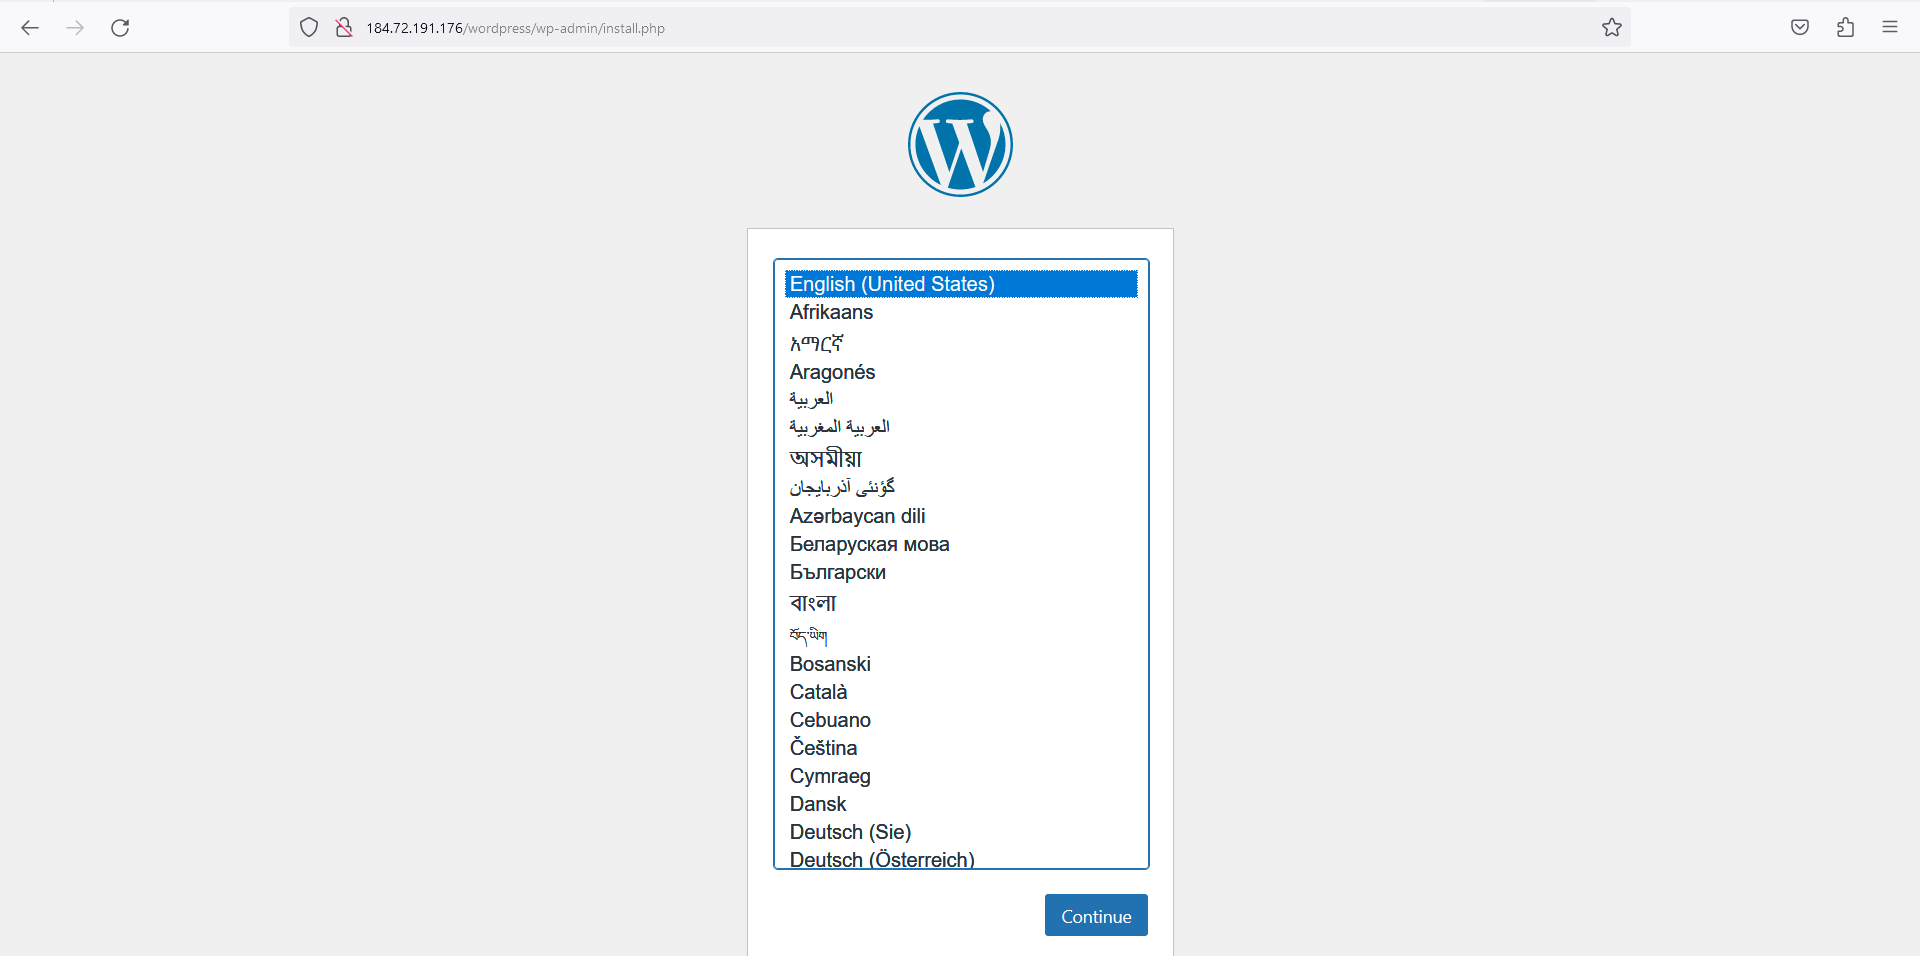 184.72.191.176/wordpress/wp-admin/install.php
English (United States)
Afrikaans
አማርኛ
Aragonés
العربية
العربية المغربية
অসমীয়া
گؤنئی آذربایجان
Azərbaycan dili
Беларуская мова
Български
বাংলা
བོད་ཡིག
Bosanski
Català
Cebuano
Čeština
Cymraeg
Dansk
Deutsch (Sie)
Deutsch (Österreich)
Continue